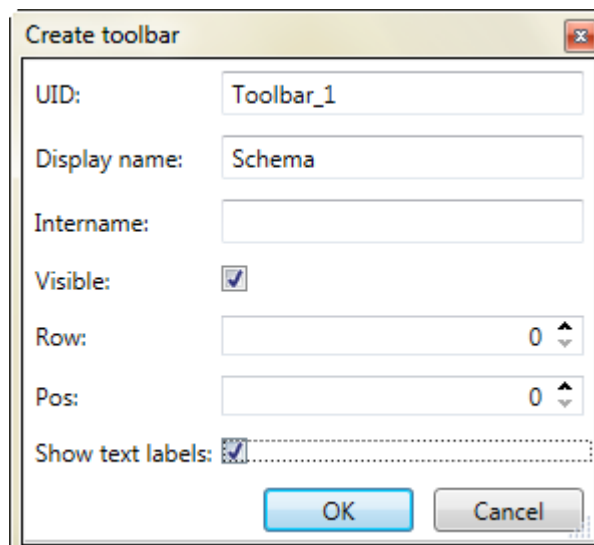 Create toolbar
UID: Toolbar_1
Display name: Schema
Intername:
Visible:
Row: 0
Pos: 0
Show text labels:
OK Cancel